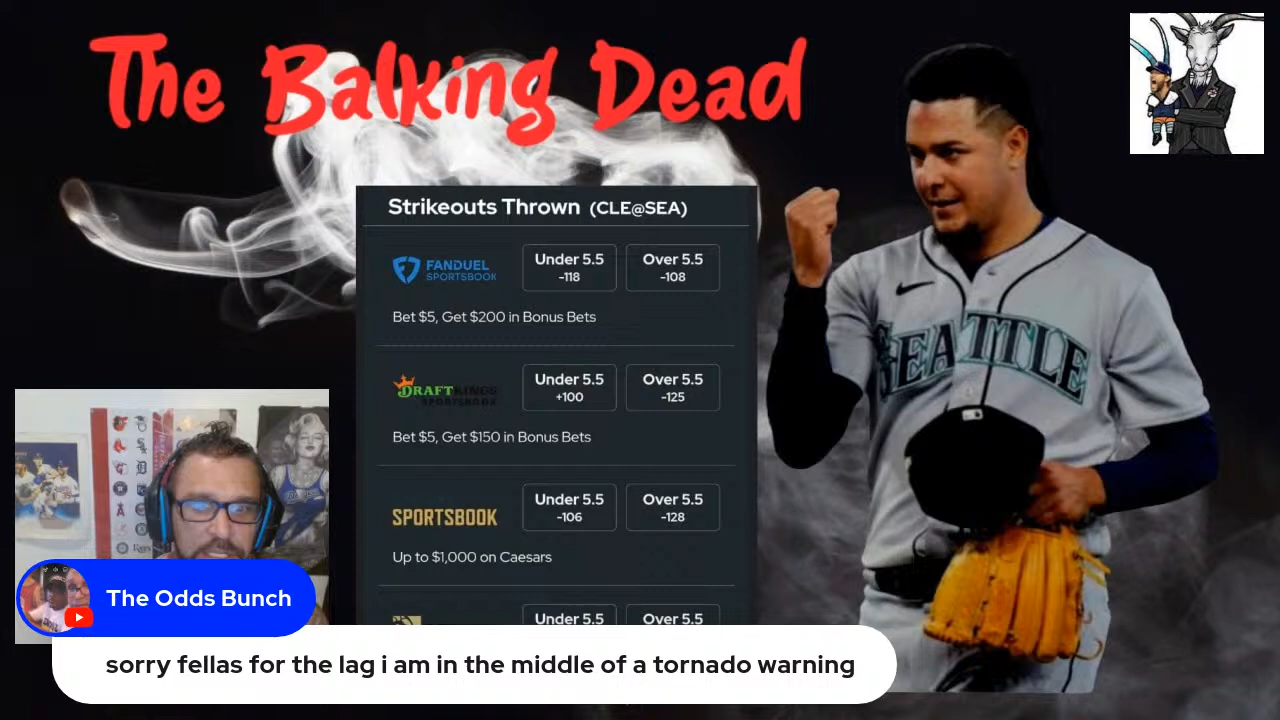 The Balking Dead
Strikeouts Thrown (CLE@SEA)
FANDUEL
SPORTSBOOK
Under 5.5
-118
Over 5.5
-108
Bet $5, Get $200 in Bonus Bets
DRAFTKINGS
SPORTSBOOK
Under 5.5
+100
Over 5.5
-125
Bet $5, Get $150 in Bonus Bets
SPORTSBOOK
Under 5.5
-106
Over 5.5
-128
Up to $1,000 on Caesars
Under 5.5
Over 5.5
SEATTLE
Rays
The Odds Bunch
sorry fellas for the lag i am in the middle of a tornado warning